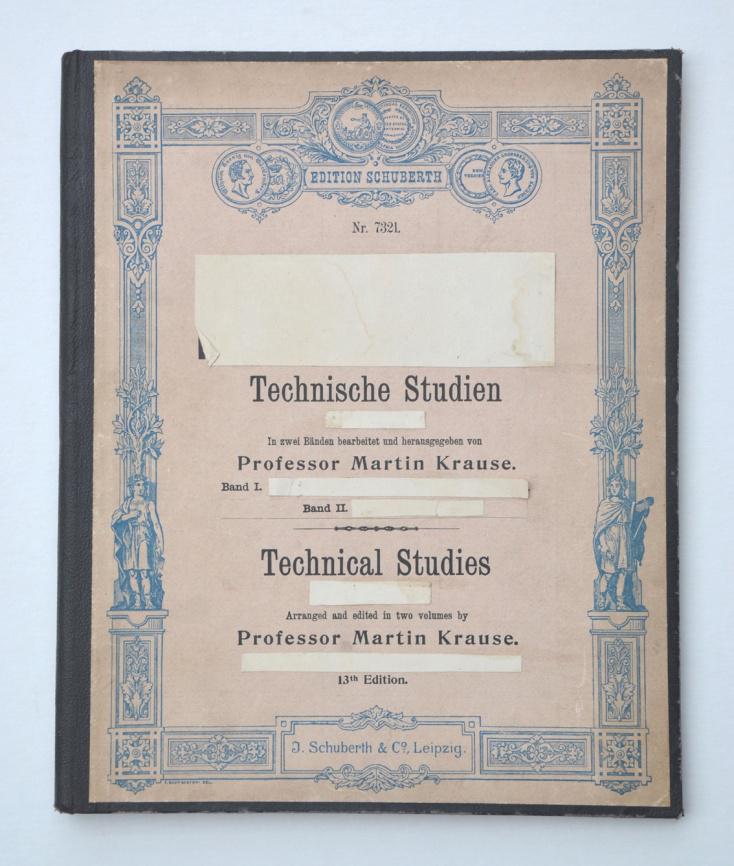 EDITION SCHUBERTH
Nr. 7321.
Technische Studien
In zwei Bänden bearbeitet und herausgegeben von
Professor Martin Krause.
Band I.
Band II.
Technical Studies
Arranged and edited in two volumes by
Professor Martin Krause.
13th Edition.
J. Schuberth & Co, Leipzig.